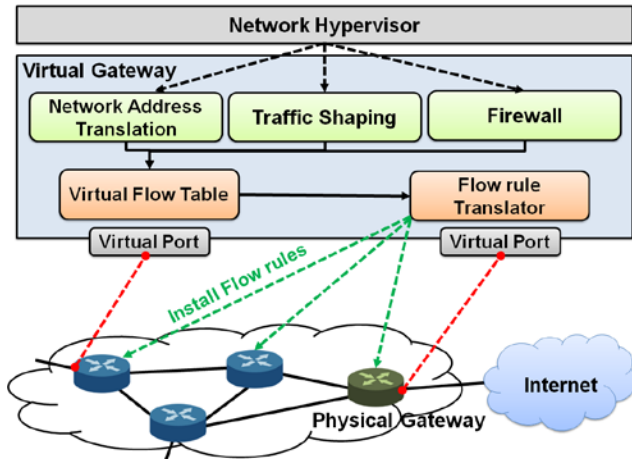 Network Hypervisor
Virtual Gateway
Network Address
Translation
Traffic Shaping
Firewall
Virtual Flow Table
Flow rule
Translator
Virtual Port
Virtual Port
Install Flow rules
Internet
Physical Gateway